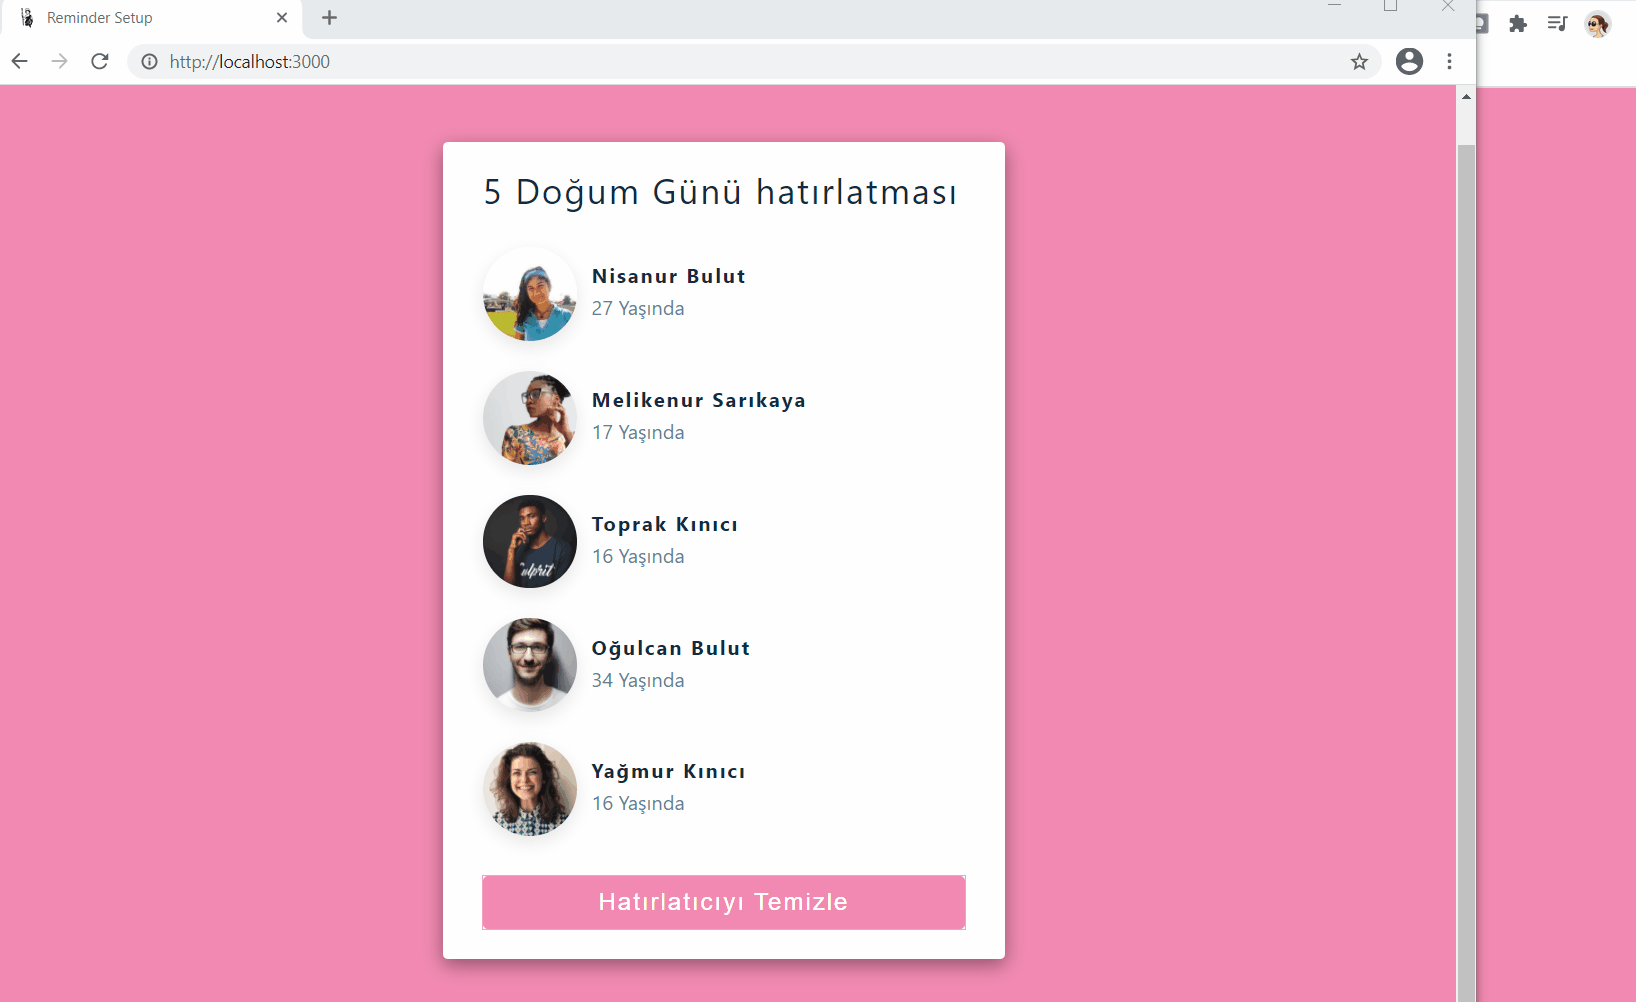 Reminder Setup
http://localhost:3000
5 Doğum Günü hatırlatması
Nisanur Bulut
27 Yaşında
Melikenur Sarıkaya
17 Yaşında
Toprak Kınıcı
16 Yaşında
Oğulcan Bulut
34 Yaşında
Yağmur Kınıcı
16 Yaşında
Hatırlatıcıyı Temizle